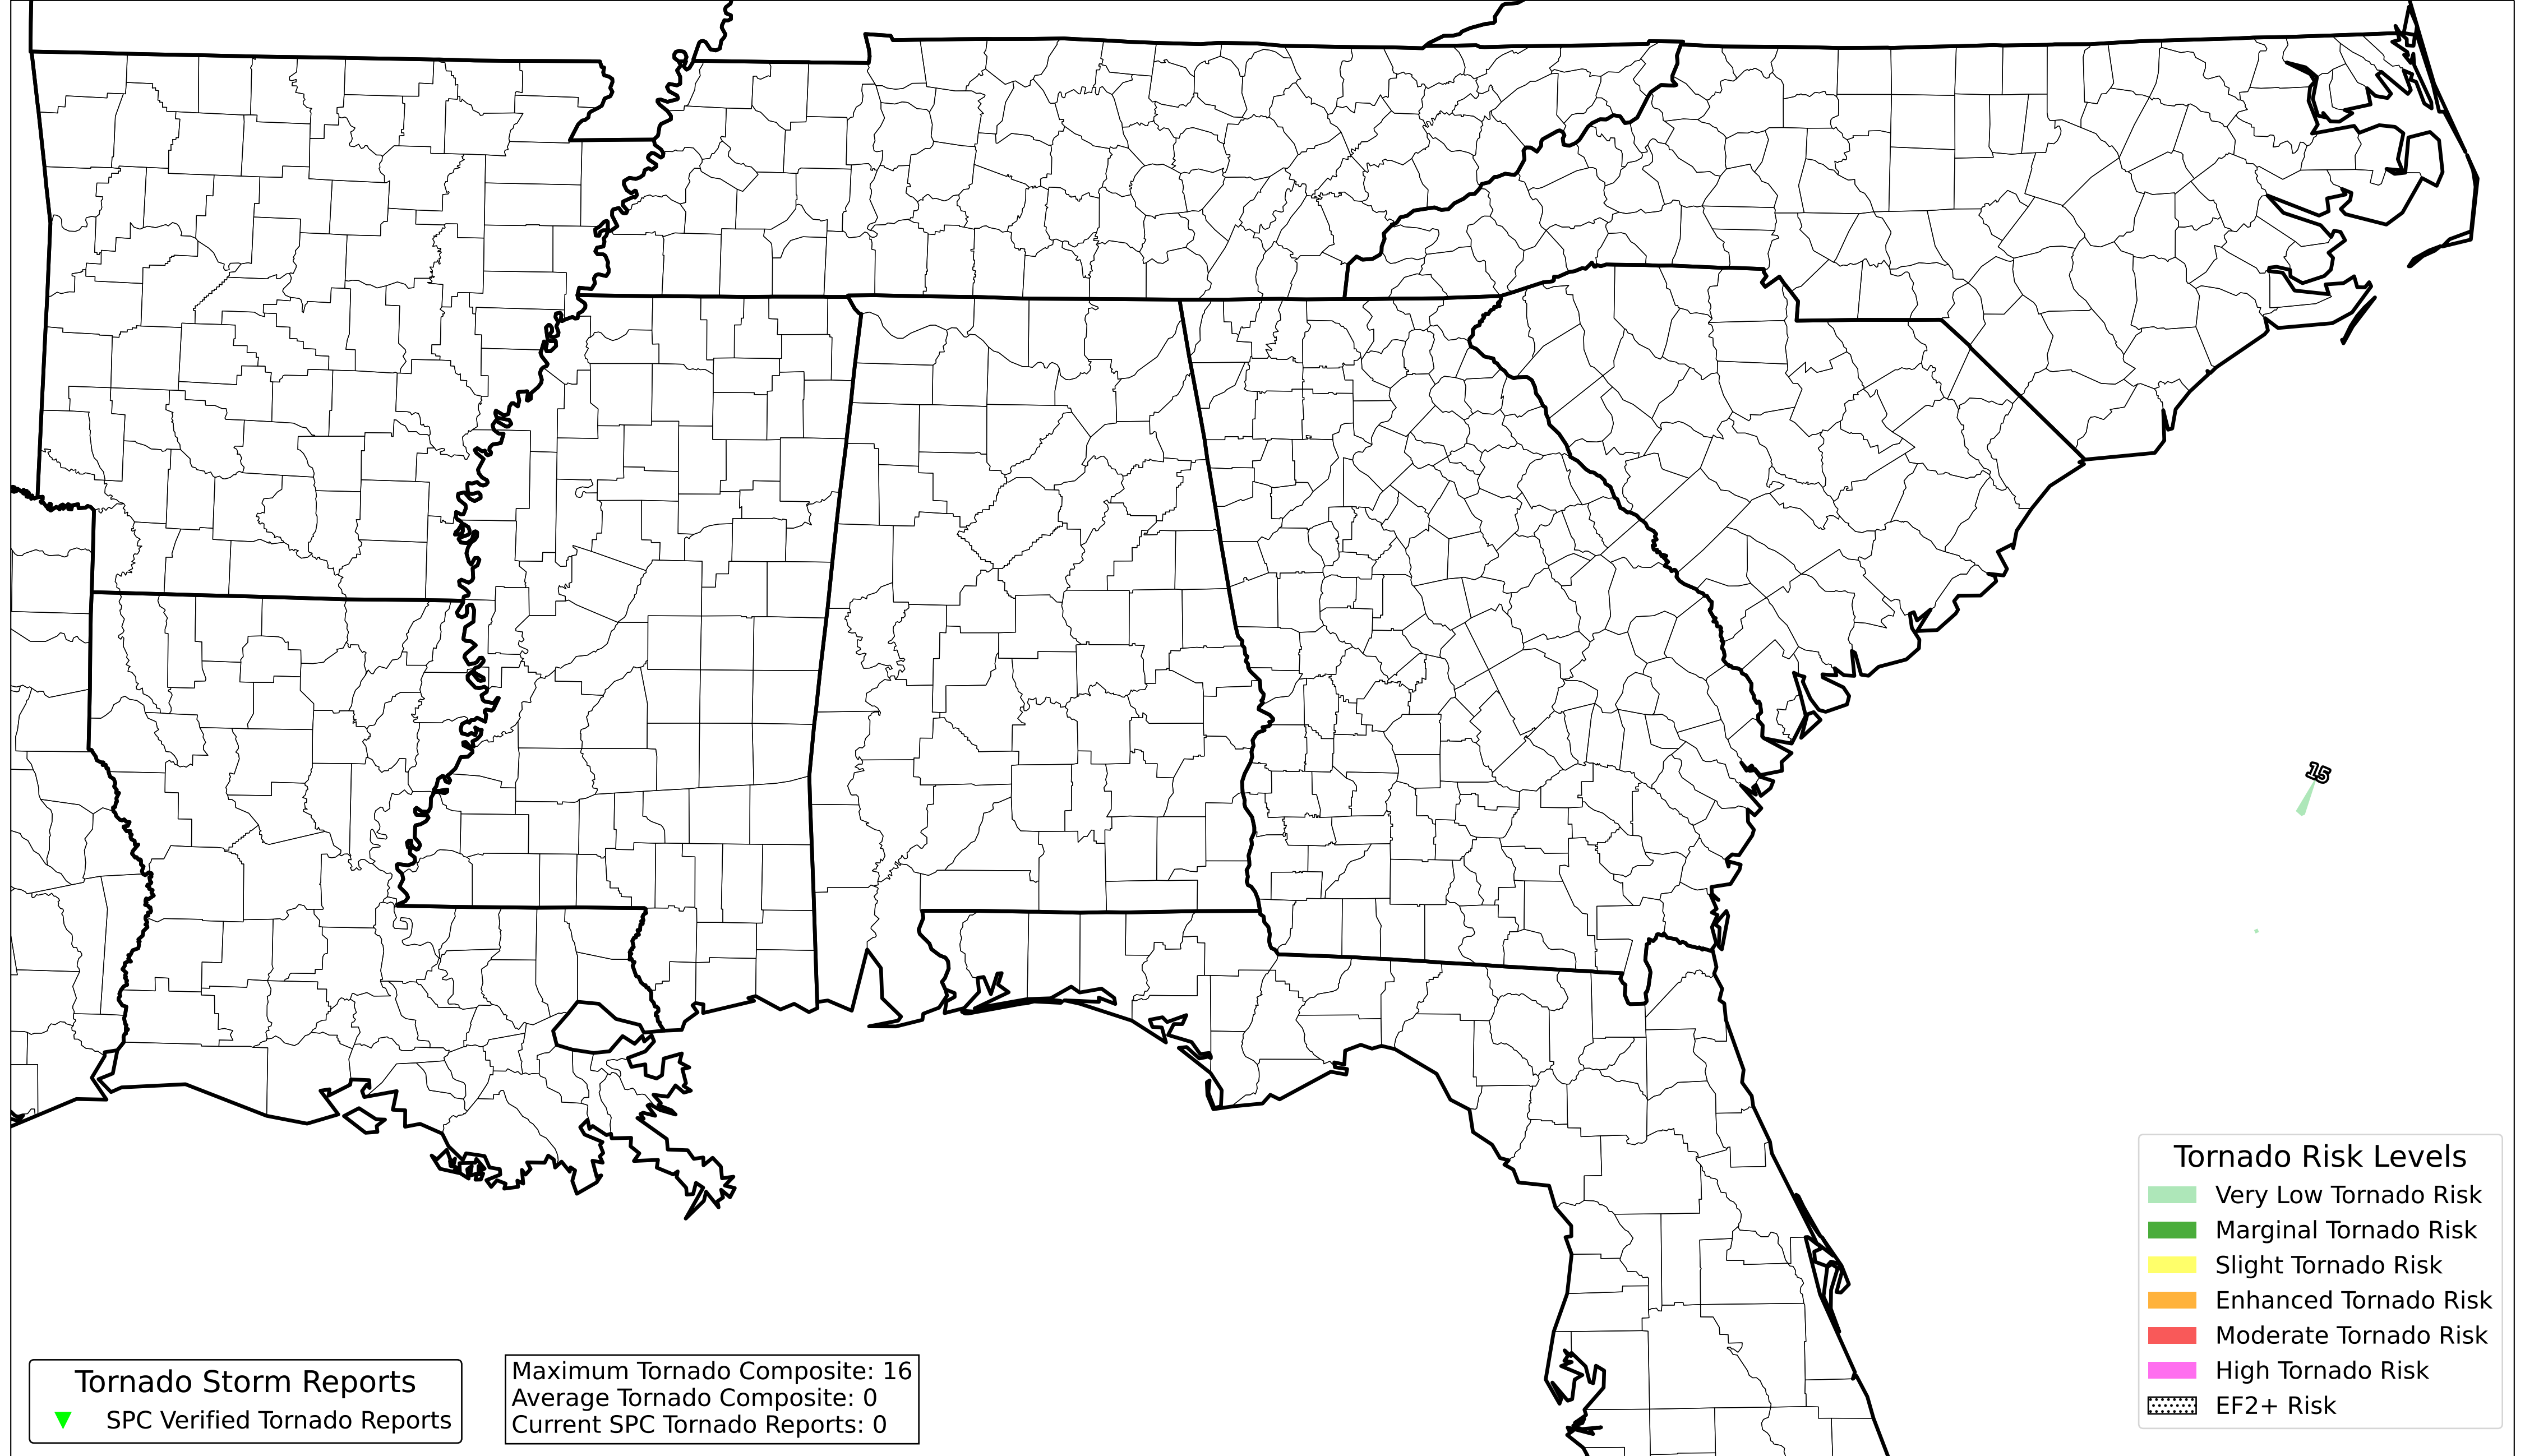 15
Tornado Risk Levels
Very Low Tornado Risk
Marginal Tornado Risk
Slight Tornado Risk
Enhanced Tornado Risk
Moderate Tornado Risk
High Tornado Risk
EF2+ Risk
Tornado Storm Reports
SPC Verified Tornado Reports
Maximum Tornado Composite: 16
Average Tornado Composite: 0
Current SPC Tornado Reports: 0